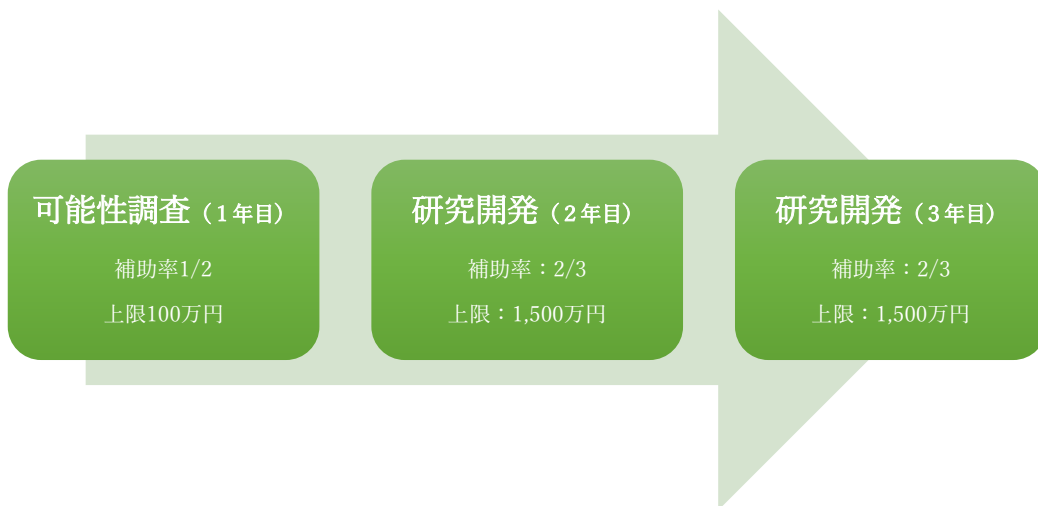 可能性調査（１年目）
補助率1/2
上限100万円
研究開発（２年目）
補助率：2/3
上限：1,500万円
研究開発（３年目）
補助率：2/3
上限：1,500万円